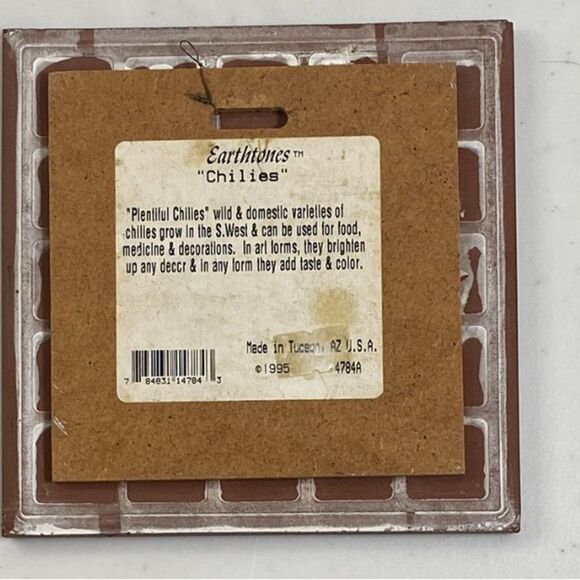 Earthtones™
"Chilies"
"Plentiful Chilies" wild & domestic varieties of
chilies grow in the S.West & can be used for food,
medicine & decorations. In art forms, they brighten
up any decor & in any form they add taste & color.
Made in Tucson, AZ U.S.A.
©1995 4784A
7 84831 14784 3